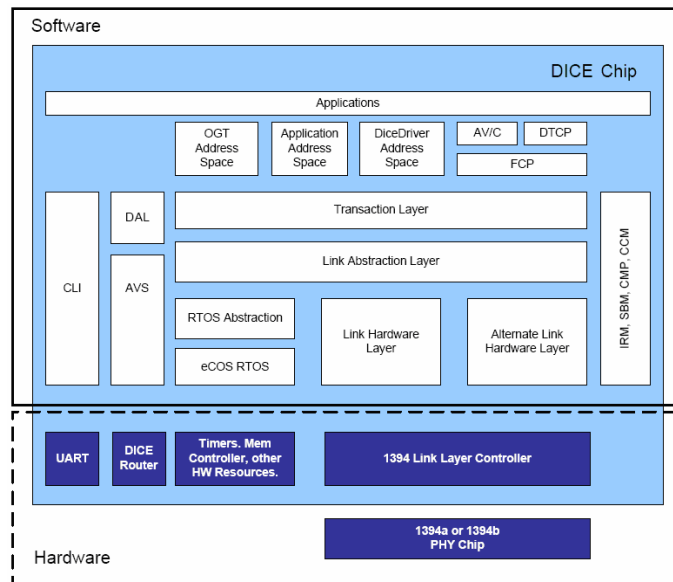 Software
DICE Chip
Applications
OGT
Address
Space
Application
Address
Space
DiceDriver
Address
Space
AV/C
DTCP
FCP
CLI
DAL
AVS
Transaction Layer
Link Abstraction Layer
RTOS Abstraction
eCOS RTOS
Link Hardware
Layer
Alternate Link
Hardware Layer
IRM, SBM, CMP, CCM
UART
DICE
Router
Timers. Mem
Controller, other
HW Resources.
1394 Link Layer Controller
1394a or 1394b
PHY Chip
Hardware